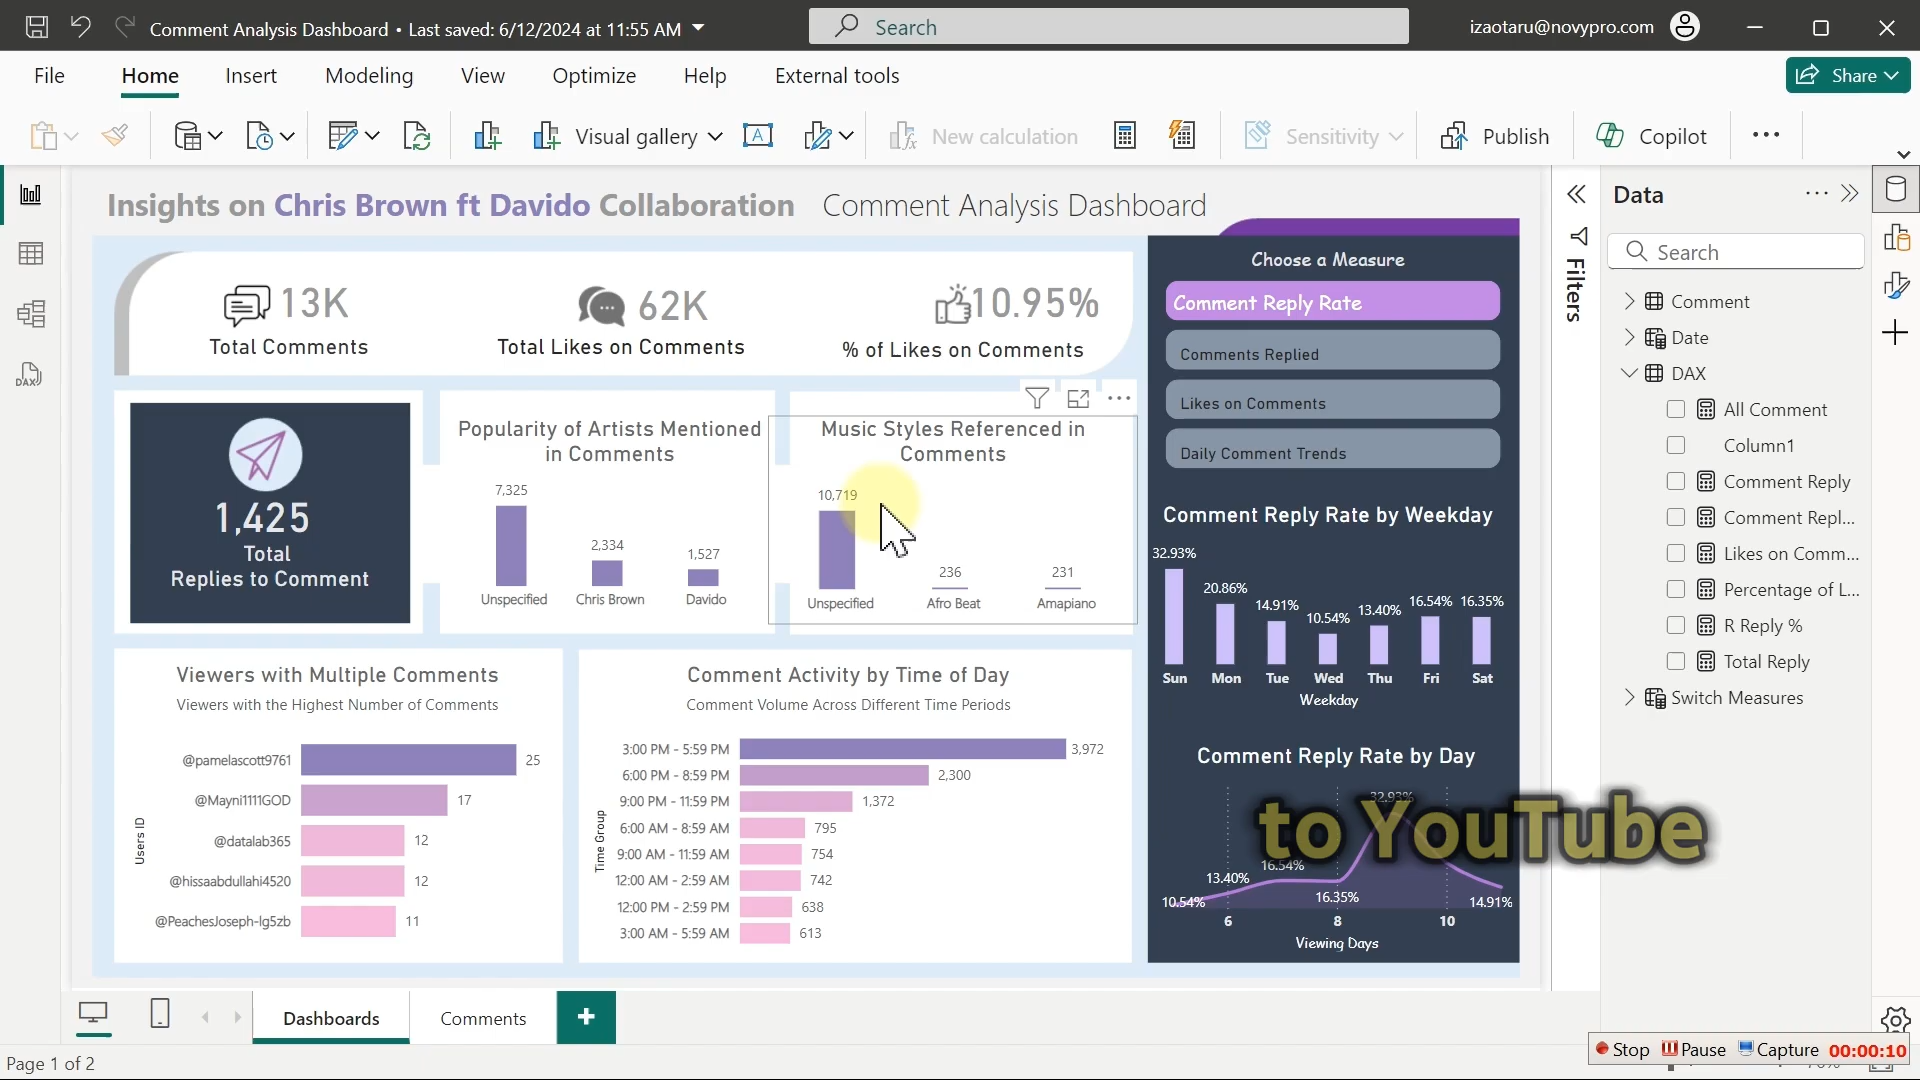 Comment Analysis Dashboard • Last saved: 6/12/2024 at 11:55 AM
Search
izaotaru@novypro.com
File
Home
Insert
Modeling
View
Optimize
Help
External tools
Share
Visual gallery
New calculation
Sensitivity
Publish
Copilot
Insights on Chris Brown ft Davido Collaboration
Comment Analysis Dashboard
13K
Total Comments
62K
Total Likes on Comments
10.95%
% of Likes on Comments
1,425
Total
Replies to Comment
Popularity of Artists Mentioned
in Comments
7,325
2,334
1,527
Unspecified
Chris Brown
Davido
Music Styles Referenced in
Comments
10,719
236
231
Unspecified
Afro Beat
Amapiano
Viewers with Multiple Comments
Viewers with the Highest Number of Comments
Users ID
@pamelascott9761 25
@Mayni1111GOD 17
@datalab365 12
@hissaabdullahi4520 12
@PeachesJoseph-lg5zb 11
Comment Activity by Time of Day
Comment Volume Across Different Time Periods
Time Group
3:00 PM - 5:59 PM 3,972
6:00 PM - 8:59 PM 2,300
9:00 PM - 11:59 PM 1,372
6:00 AM - 8:59 AM 795
9:00 AM - 11:59 AM 754
12:00 AM - 2:59 AM 742
12:00 PM - 2:59 PM 638
3:00 AM - 5:59 AM 613
Choose a Measure
Comment Reply Rate
Comments Replied
Likes on Comments
Daily Comment Trends
Comment Reply Rate by Weekday
32.93%
20.86%
14.91%
10.54%
13.40%
16.54%
16.35%
Sun
Mon
Tue
Wed
Thu
Fri
Sat
Weekday
Comment Reply Rate by Day
32.93%
to YouTube
16.54%
13.40%
16.35%
10.54%
14.91%
6
8
10
Viewing Days
Filters
Data
Search
Comment
Date
DAX
All Comment
Column1
Comment Reply
Comment Repl...
Likes on Comm...
Percentage of L...
R Reply %
Total Reply
Switch Measures
DAX
Dashboards
Comments
Page 1 of 2
Stop
Pause
Capture
00:00:10